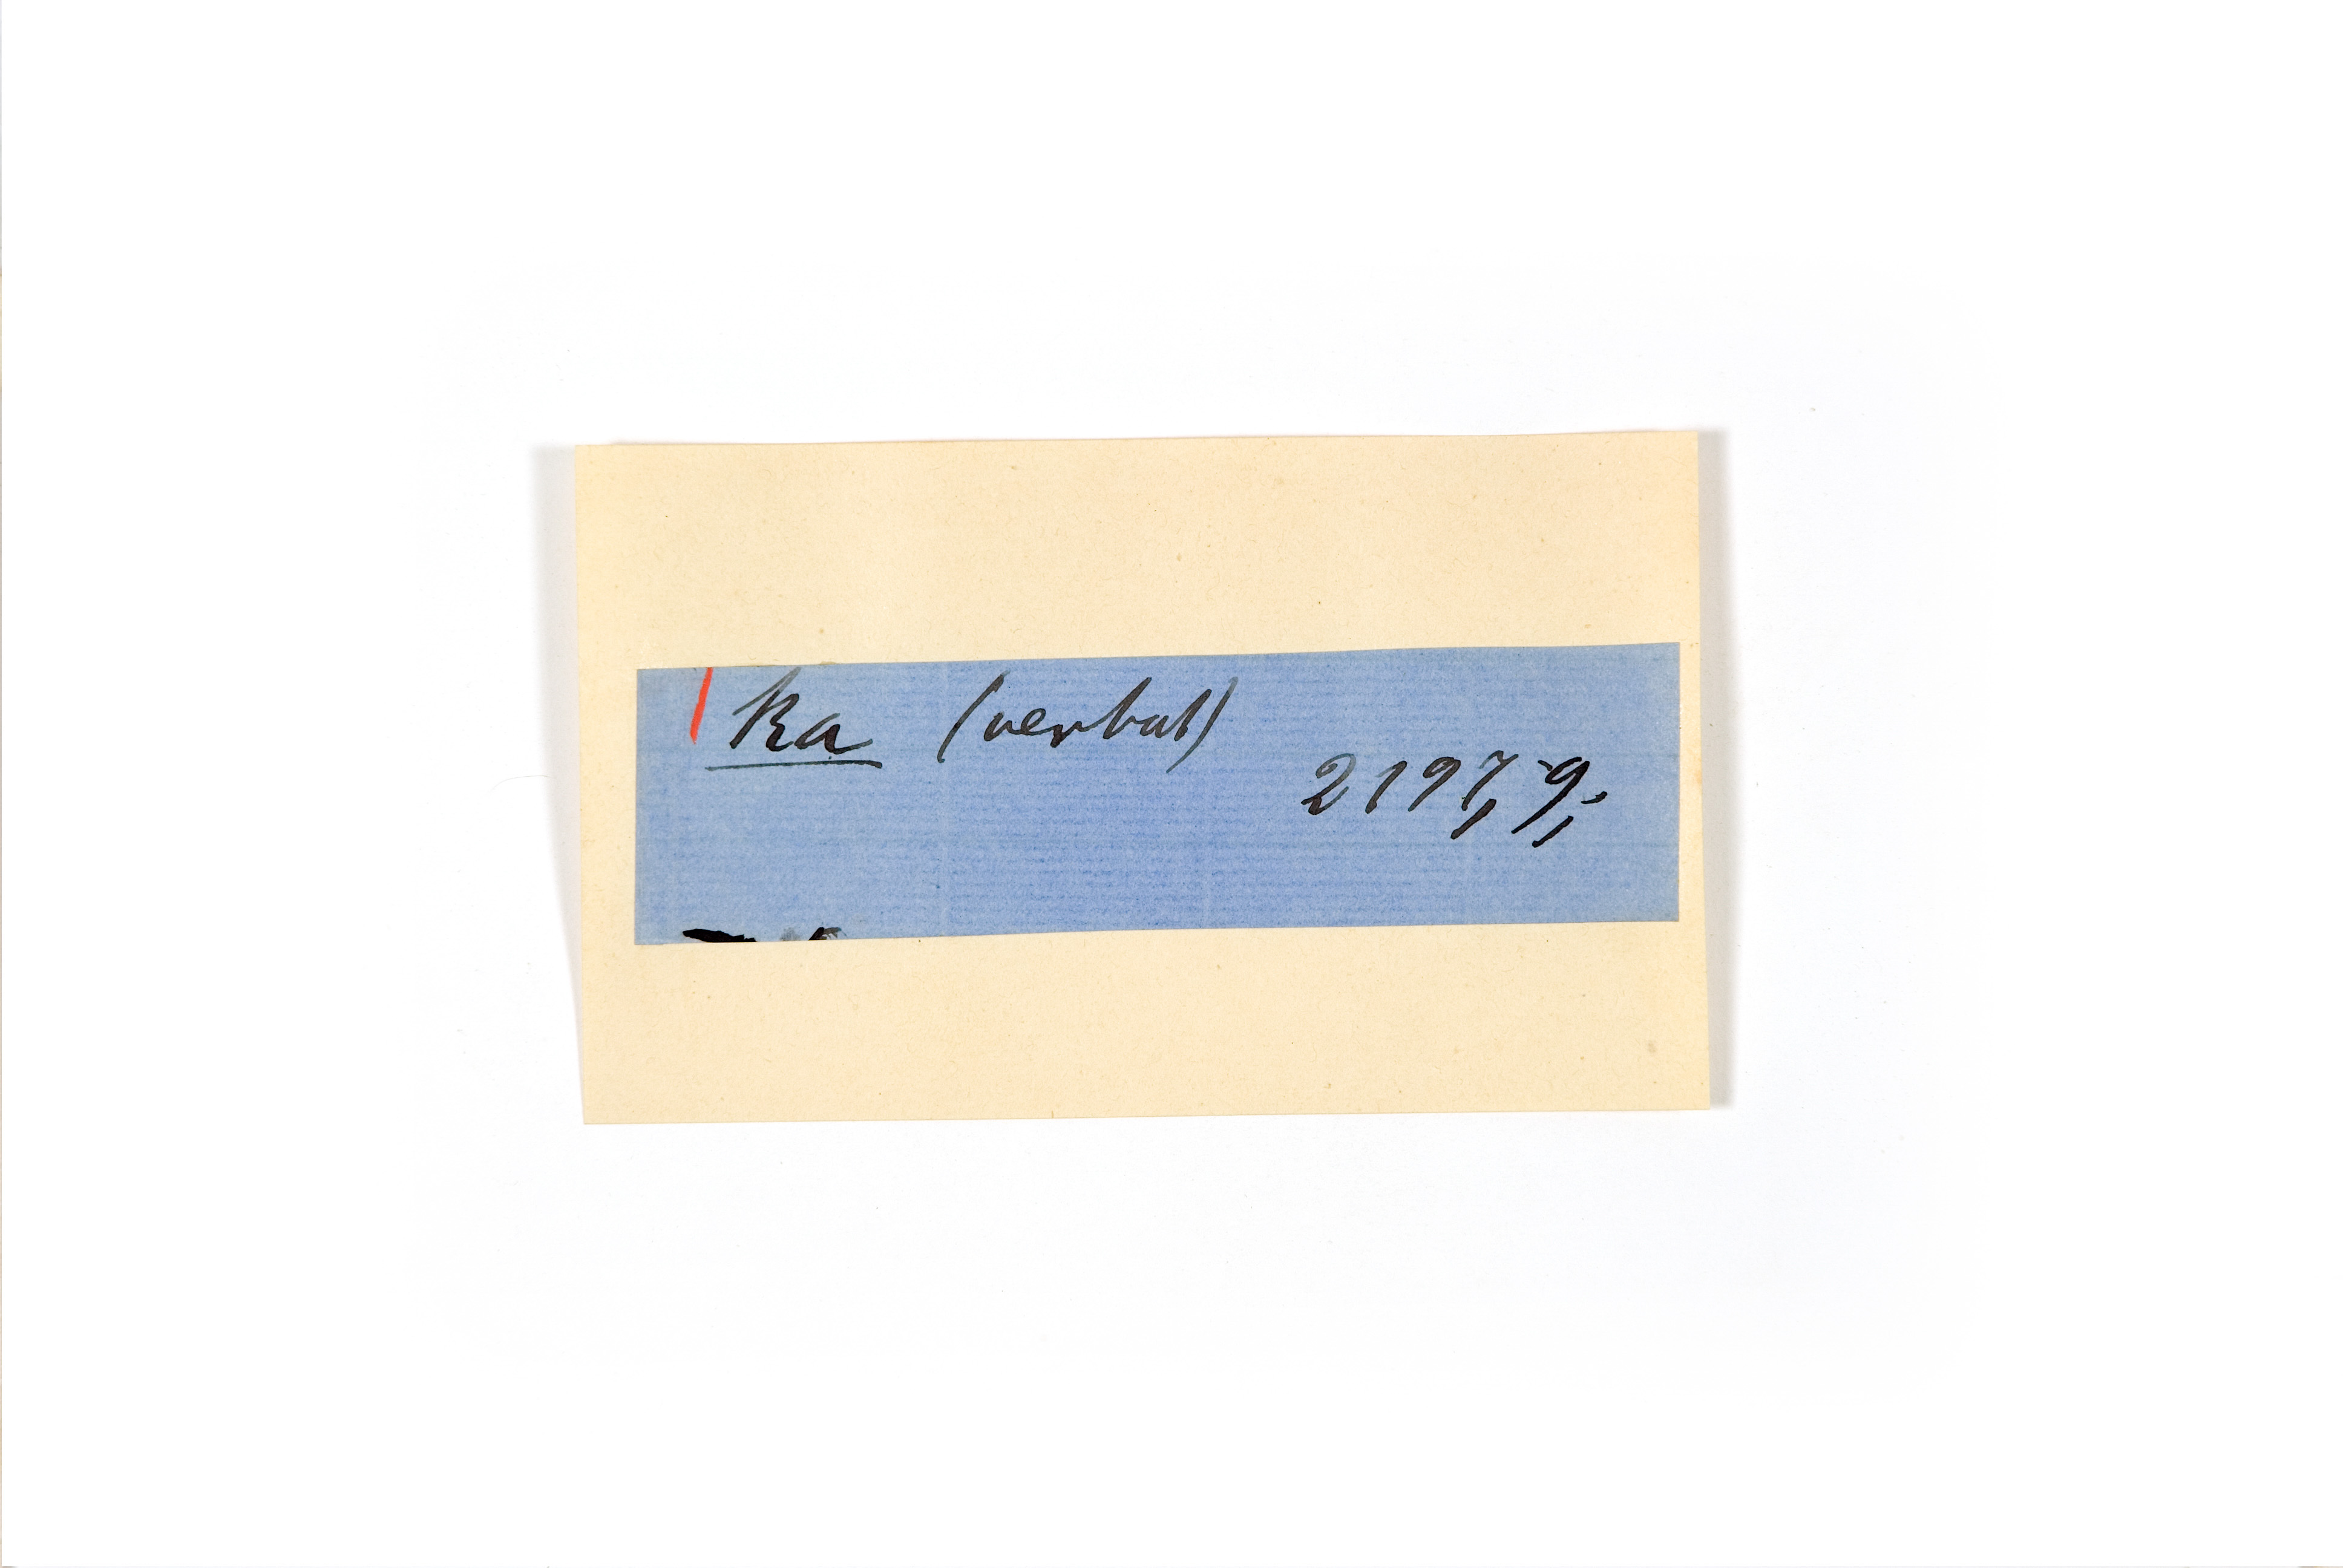 ka (verbal)
2197, 9,